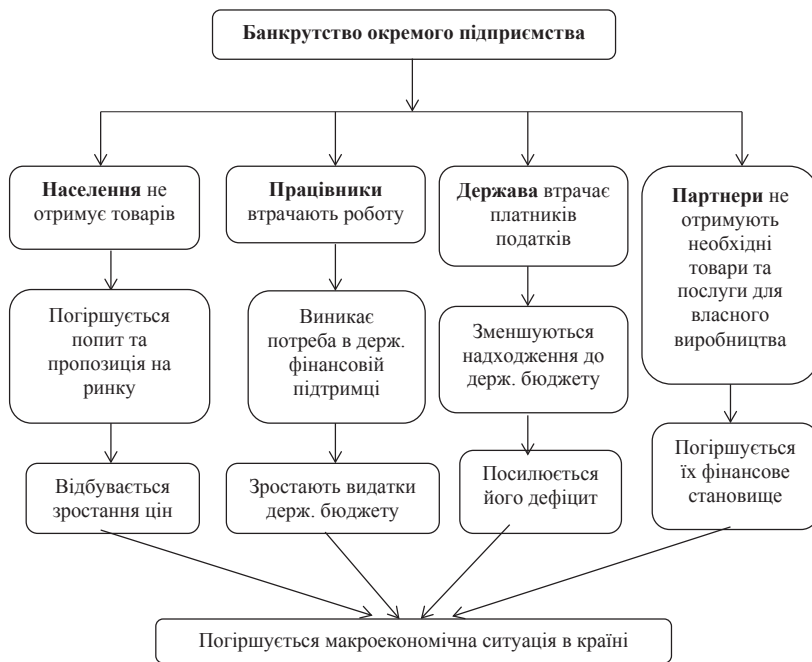 Банкрутство окремого підприємства
Населення не
отримує товарів
Працівники
втрачають роботу
Держава втрачає
платників
податків
Партнери не
отримують
необхідні
товари та
послуги для
власного
виробництва
Погіршується
попит та
пропозиція на
ринку
Виникає
потреба в держ.
фінансовій
підтримці
Зменшуються
надходження до
держ. бюджету
Відбувається
зростання цін
Зростають видатки
держ. бюджету
Посилюється
його дефіцит
Погіршується
їх фінансове
становище
Погіршується макроекономічна ситуація в країні